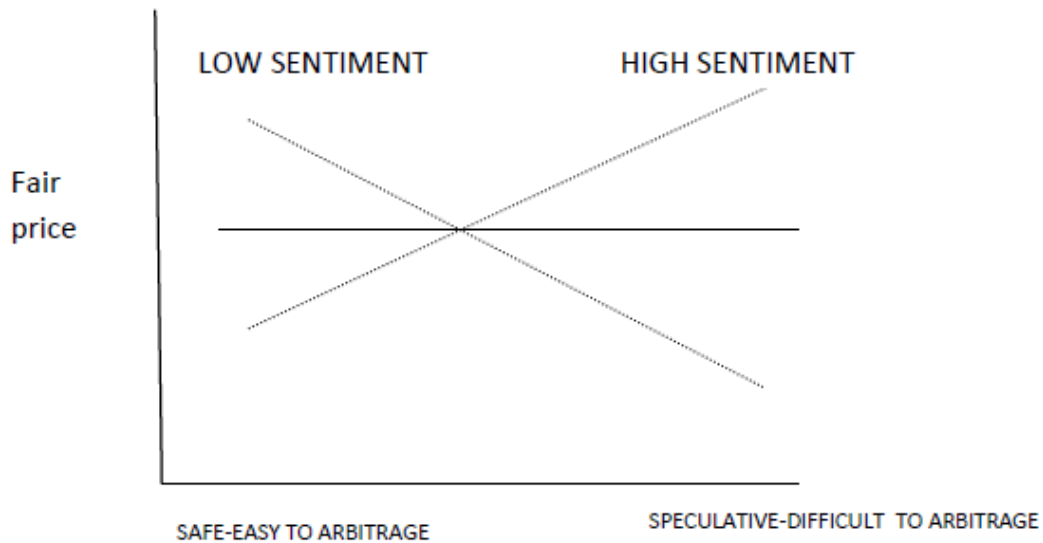 LOW SENTIMENT
HIGH SENTIMENT
Fair
price
SAFE-EASY TO ARBITRAGE
SPECULATIVE-DIFFICULT TO ARBITRAGE